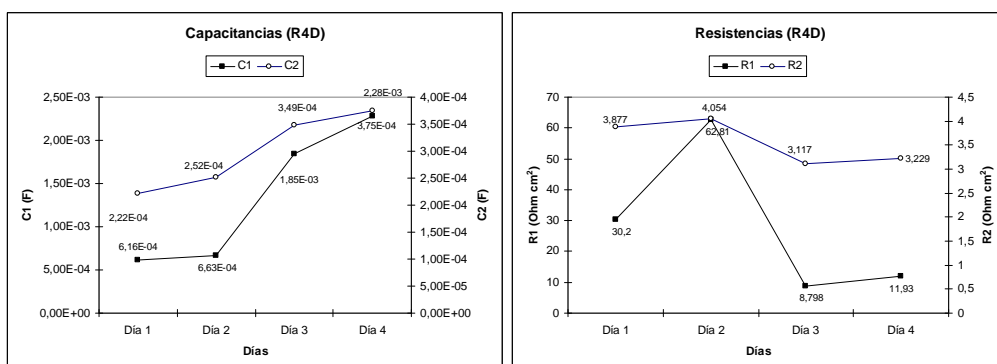 Capacitancias (R4D)
C1 C2
2,50E-03
2,00E-03
1,50E-03
1,00E-03
5,00E-04
0,00E+00
C1 (F)
2,22E-04
2,52E-04
3,49E-04
2,28E-03
6,16E-04
6,63E-04
1,85E-03
3,75E-04
4,00E-04
3,50E-04
3,00E-04
2,50E-04
2,00E-04
1,50E-04
1,00E-04
5,00E-05
0,00E+00
C2 (F)
Día 1 Día 2 Día 3 Día 4
Días
Resistencias (R4D)
R1 R2
70
60
50
40
30
20
10
0
R1 (Ohm cm²)
3,877
4,054
62,81
3,117
3,229
30,2
8,798
11,93
4,5
4
3,5
3
2,5
2
1,5
1
0,5
0
R2 (Ohm cm²)
Día 1 Día 2 Día 3 Día 4
Días